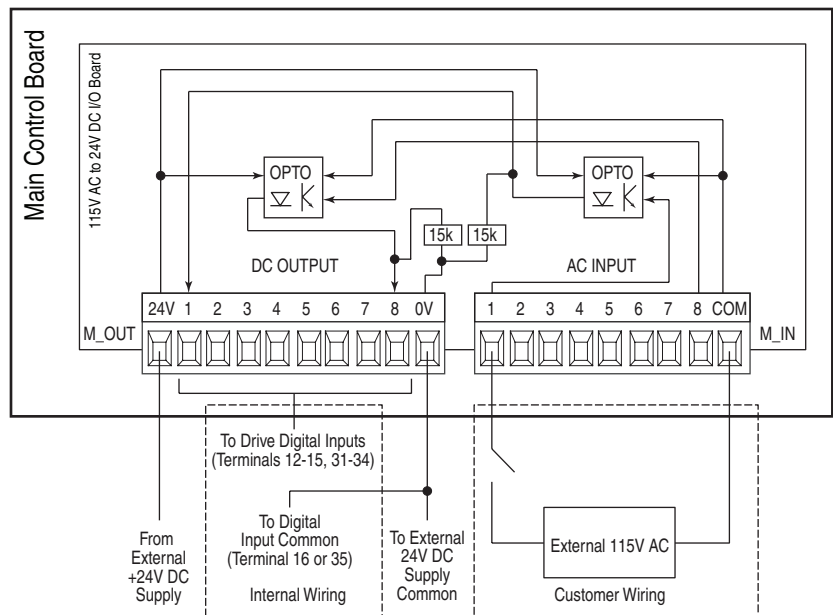 Main Control Board
115V AC to 24V DC I/O Board
OPTO
OPTO
15k
15k
DC OUTPUT
AC INPUT
24V 1 2 3 4 5 6 7 8 0V
1 2 3 4 5 6 7 8 COM
M_OUT
M_IN
To Drive Digital Inputs
(Terminals 12-15, 31-34)
From
External
+24V DC
Supply
To Digital
Input Common
(Terminal 16 or 35)
Internal Wiring
To External
24V DC
Supply
Common
External 115V AC
Customer Wiring